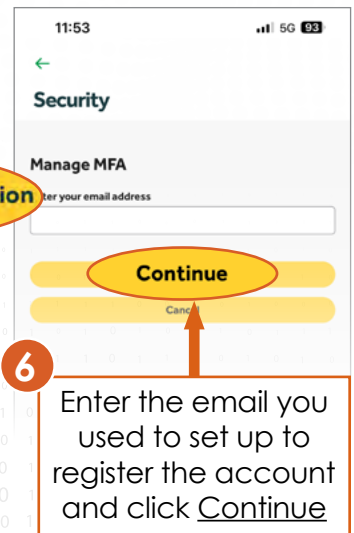 11:53 5G 93
Security
Manage MFA
ion
ter your email address
Continue
Cancel
6
Enter the email you
used to set up to
register the account
and click Continue